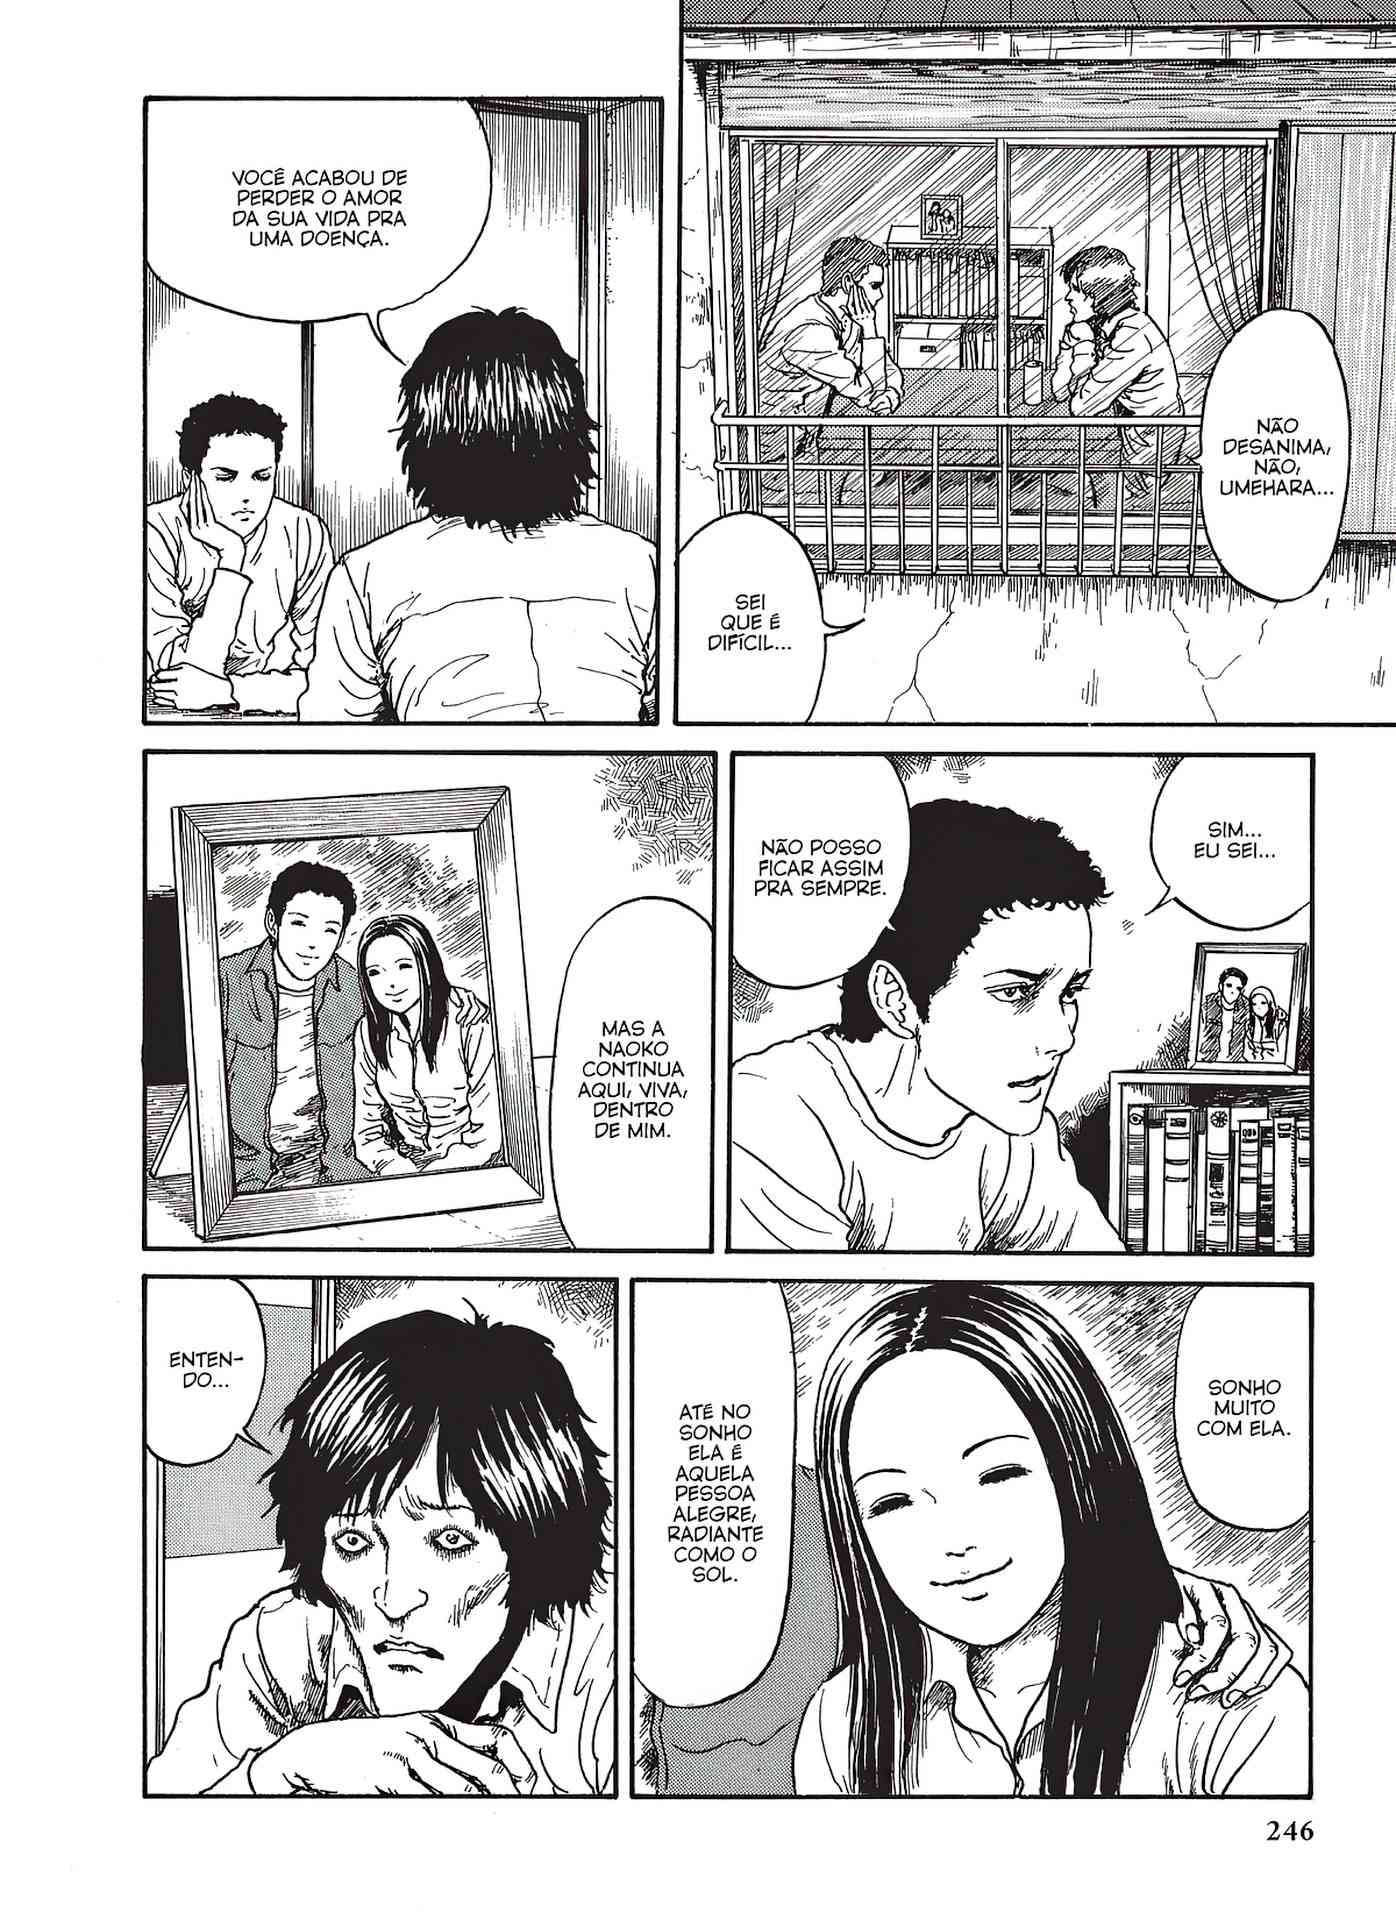 NÃO
DESANIMA,
NÃO,
UMEHARA...
SEI
QUE É
DIFÍCIL...
VOCÊ ACABOU DE
PERDER O AMOR
DA SUA VIDA PRA
UMA DOENÇA.
SIM...
EU SEI...
NÃO POSSO
FICAR ASSIM
PRA SEMPRE.
MAS A
NAOKO
CONTINUA
AQUI, VIVA,
DENTRO
DE MIM.
SONHO
MUITO
COM ELA.
ATÉ NO
SONHO
ELA É
AQUELA
PESSOA
ALEGRE,
RADIANTE
COMO O
SOL.
ENTEN-
DO...
246